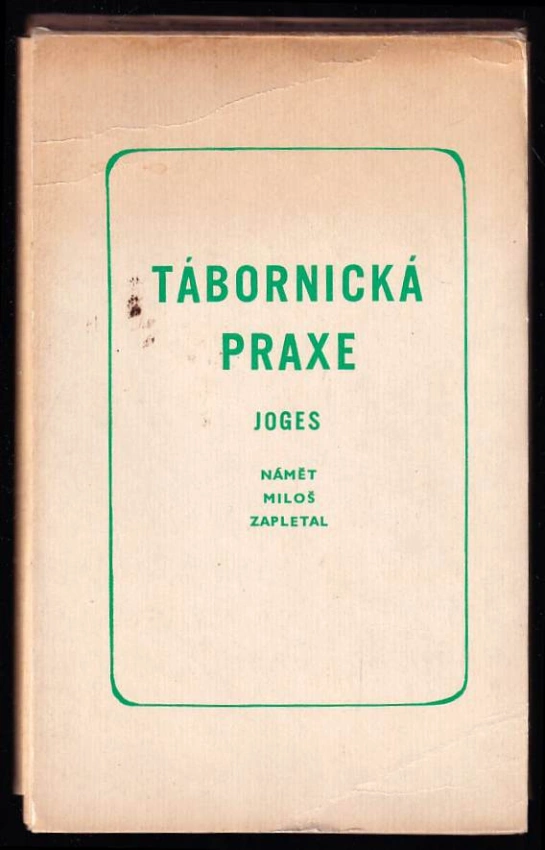 TÁBORNICKÁ
PRAXE
JOGES
NÁMĚT
MILOŠ
ZAPLETAL